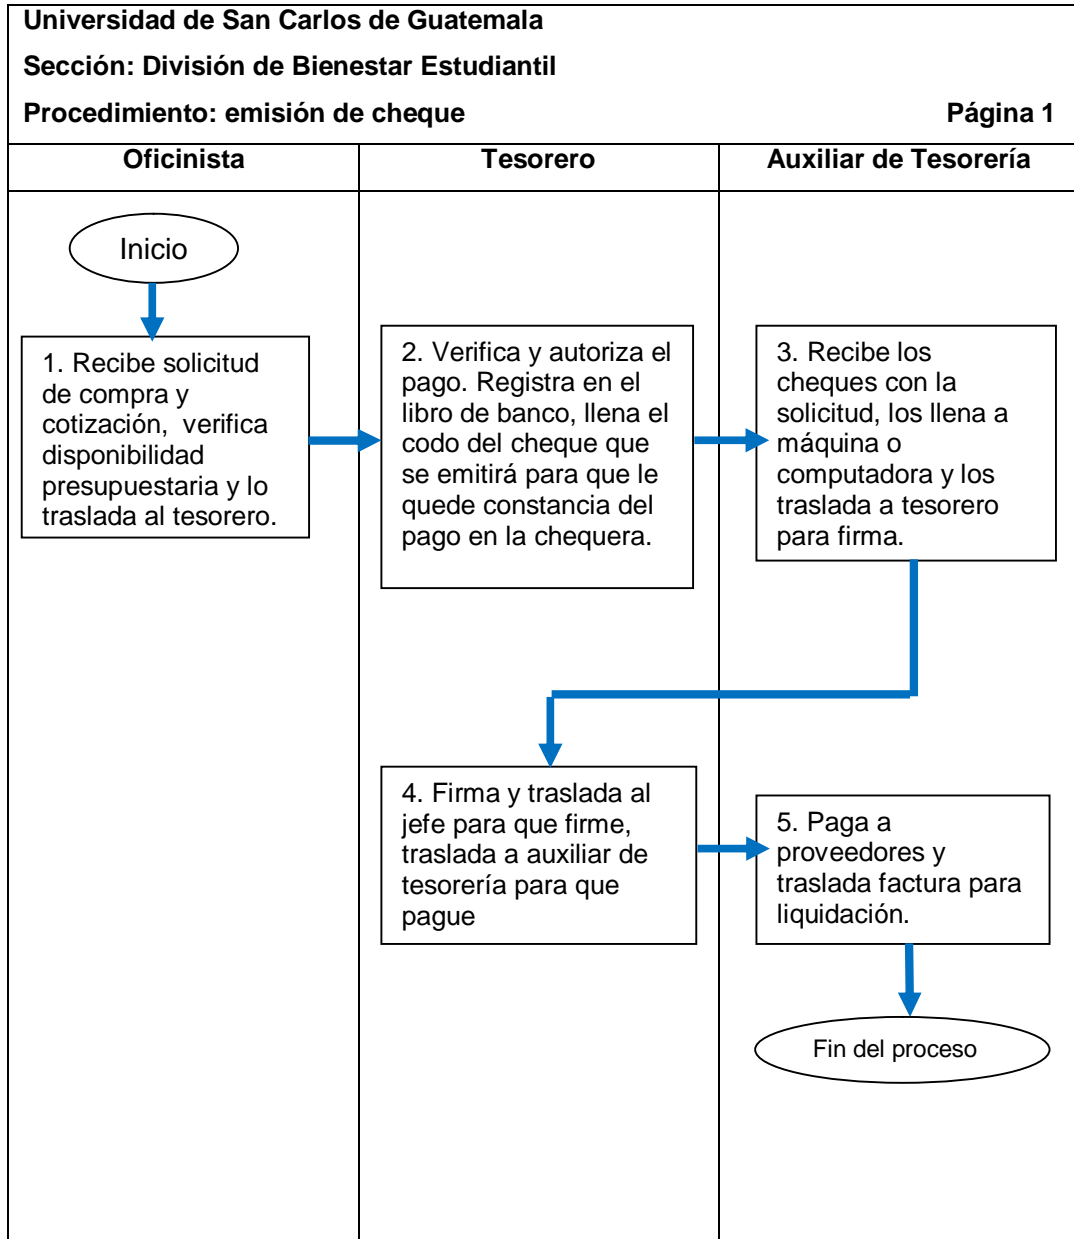 Universidad de San Carlos de Guatemala
Sección: División de Bienestar Estudiantil
Procedimiento: emisión de cheque Página 1
Oficinista Tesorero Auxiliar de Tesorería
Inicio
1. Recibe solicitud
de compra y
cotización, verifica
disponibilidad
presupuestaria y lo
traslada al tesorero.
2. Verifica y autoriza el
pago. Registra en el
libro de banco, llena el
codo del cheque que
se emitirá para que le
quede constancia del
pago en la chequera.
3. Recibe los
cheques con la
solicitud, los llena a
máquina o
computadora y los
traslada a tesorero
para firma.
4. Firma y traslada al
jefe para que firme,
traslada a auxiliar de
tesorería para que
pague
5. Paga a
proveedores y
traslada factura para
liquidación.
Fin del proceso